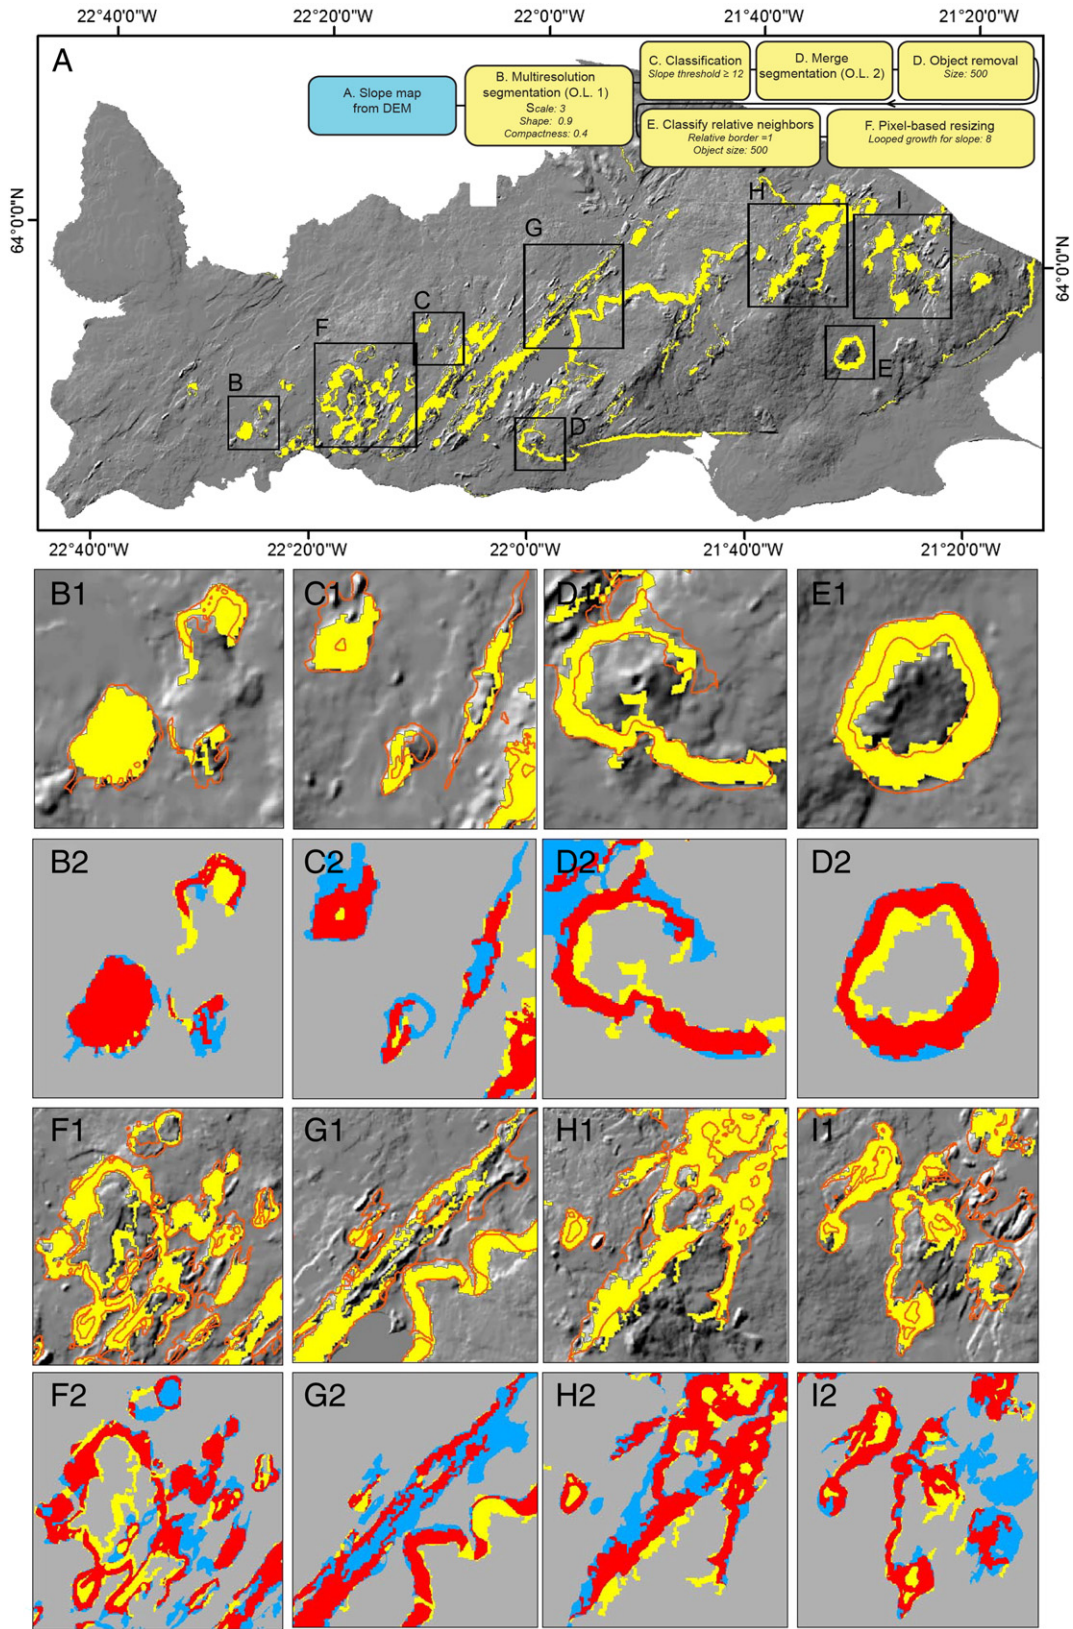 22°40'0"W 22°20'0"W 22°0'0"W 21°40'0"W 21°20'0"W
A
A. Slope map
from DEM
B. Multiresolution
segmentation (O.L. 1)
Scale: 3
Shape: 0.9
Compactness: 0.4
C. Classification
Slope threshold ≥ 12
D. Merge
segmentation (O.L. 2)
D. Object removal
Size: 500
E. Classify relative neighbors
Relative border =1
Object size: 500
F. Pixel-based resizing
Looped growth for slope: 8
64°0'0"N
64°0'0"N
H
I
G
C
F
E
B
D
22°40'0"W 22°20'0"W 22°0'0"W 21°40'0"W 21°20'0"W
B1 C1 D1 E1
B2 C2 D2 D2
F1 G1 H1 I1
F2 G2 H2 I2